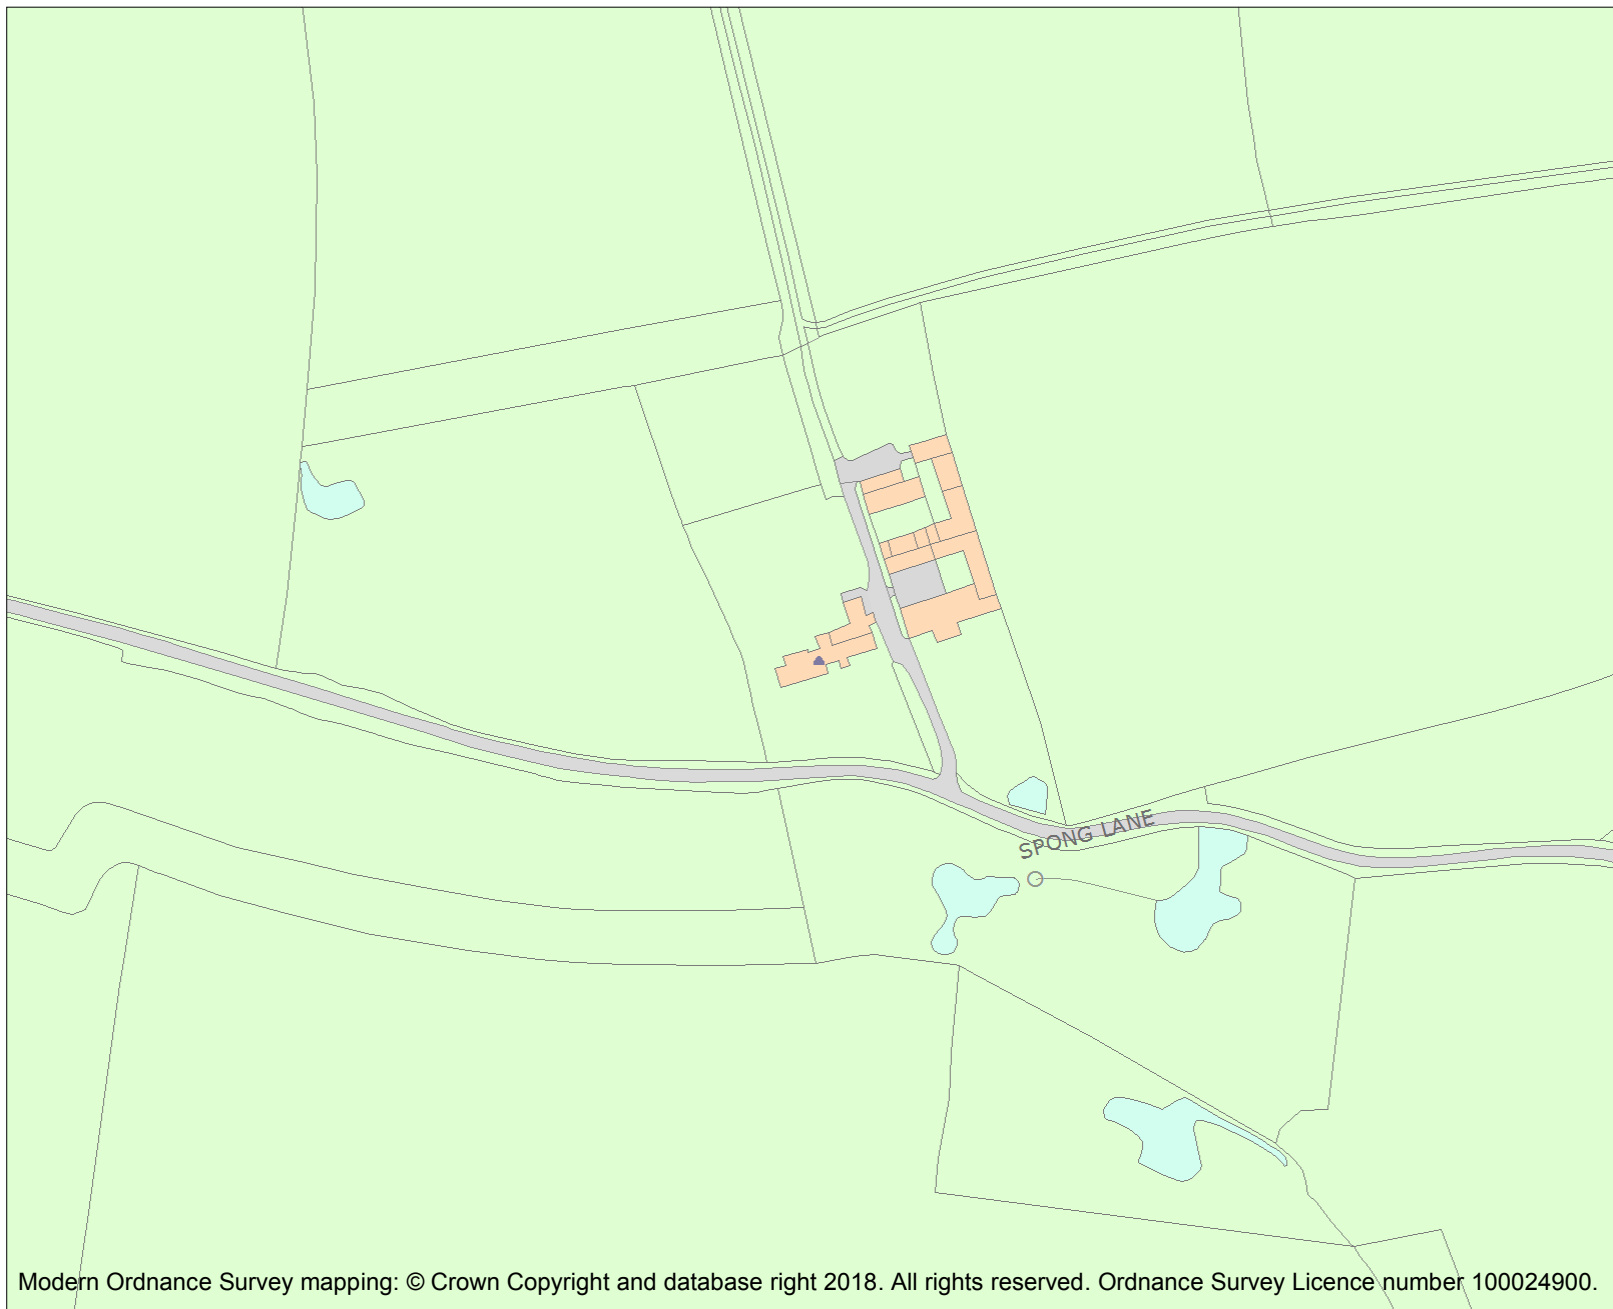 SPONG LANE
Modern Ordnance Survey mapping: © Crown Copyright and database right 2018. All rights reserved. Ordnance Survey Licence number 100024900.